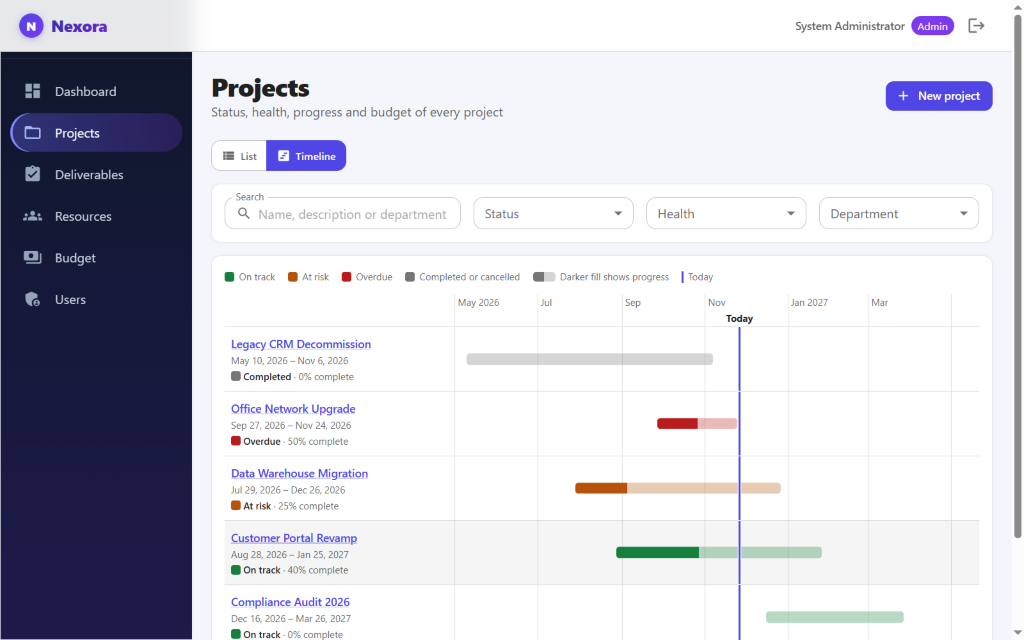 N Nexora
System Administrator Admin
Dashboard
Projects
Deliverables
Resources
Budget
Users
Projects
Status, health, progress and budget of every project
+ New project
List Timeline
Search
Name, description or department
Status
Health
Department
On track At risk Overdue Completed or cancelled Darker fill shows progress Today
May 2026 Jul Sep Nov Jan 2027 Mar
Today
Legacy CRM Decommission
May 10, 2026 – Nov 6, 2026
Completed · 0% complete
Office Network Upgrade
Sep 27, 2026 – Nov 24, 2026
Overdue · 50% complete
Data Warehouse Migration
Jul 29, 2026 – Dec 26, 2026
At risk · 25% complete
Customer Portal Revamp
Aug 28, 2026 – Jan 25, 2027
On track · 40% complete
Compliance Audit 2026
Dec 16, 2026 – Mar 26, 2027
On track · 0% complete